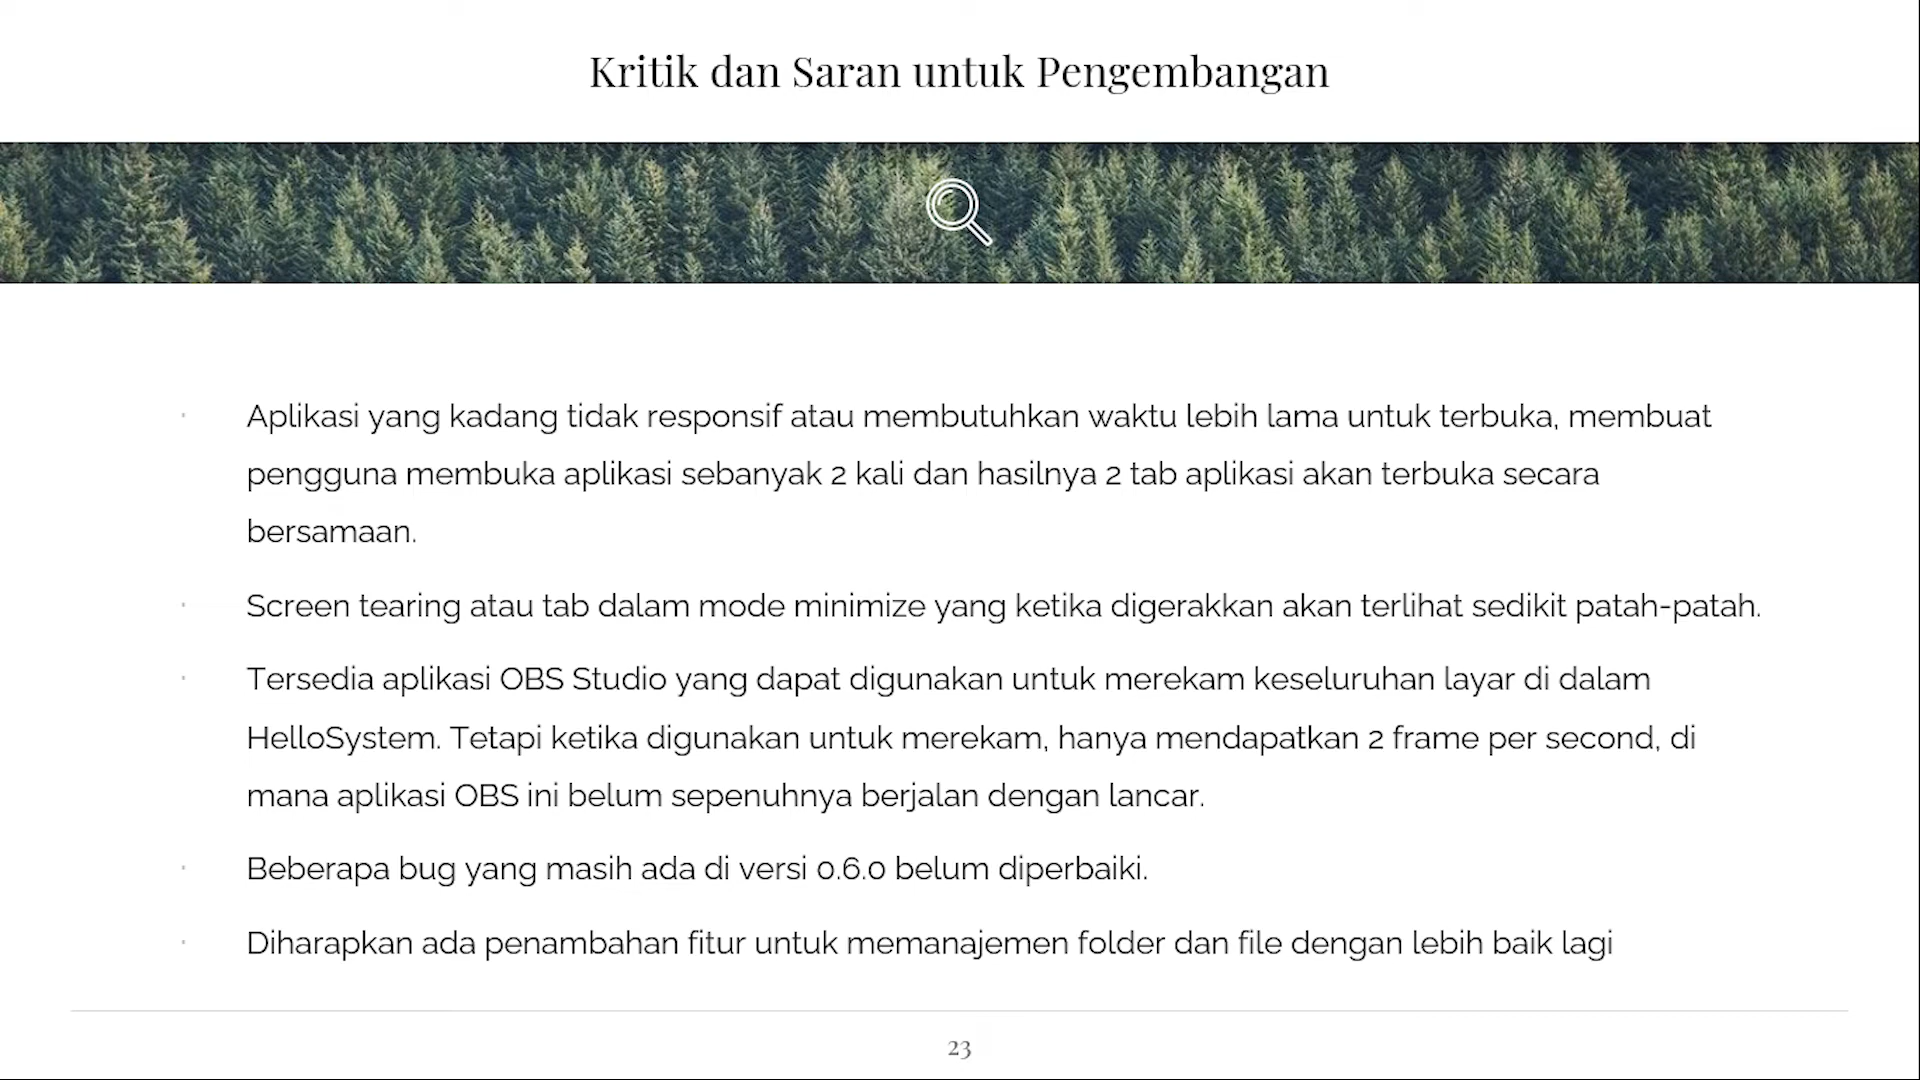 Kritik dan Saran untuk Pengembangan
· Aplikasi yang kadang tidak responsif atau membutuhkan waktu lebih lama untuk terbuka, membuat
pengguna membuka aplikasi sebanyak 2 kali dan hasilnya 2 tab aplikasi akan terbuka secara
bersamaan.
· Screen tearing atau tab dalam mode minimize yang ketika digerakkan akan terlihat sedikit patah-patah.
· Tersedia aplikasi OBS Studio yang dapat digunakan untuk merekam keseluruhan layar di dalam
HelloSystem. Tetapi ketika digunakan untuk merekam, hanya mendapatkan 2 frame per second, di
mana aplikasi OBS ini belum sepenuhnya berjalan dengan lancar.
· Beberapa bug yang masih ada di versi 0.6.0 belum diperbaiki.
· Diharapkan ada penambahan fitur untuk memanajemen folder dan file dengan lebih baik lagi
23